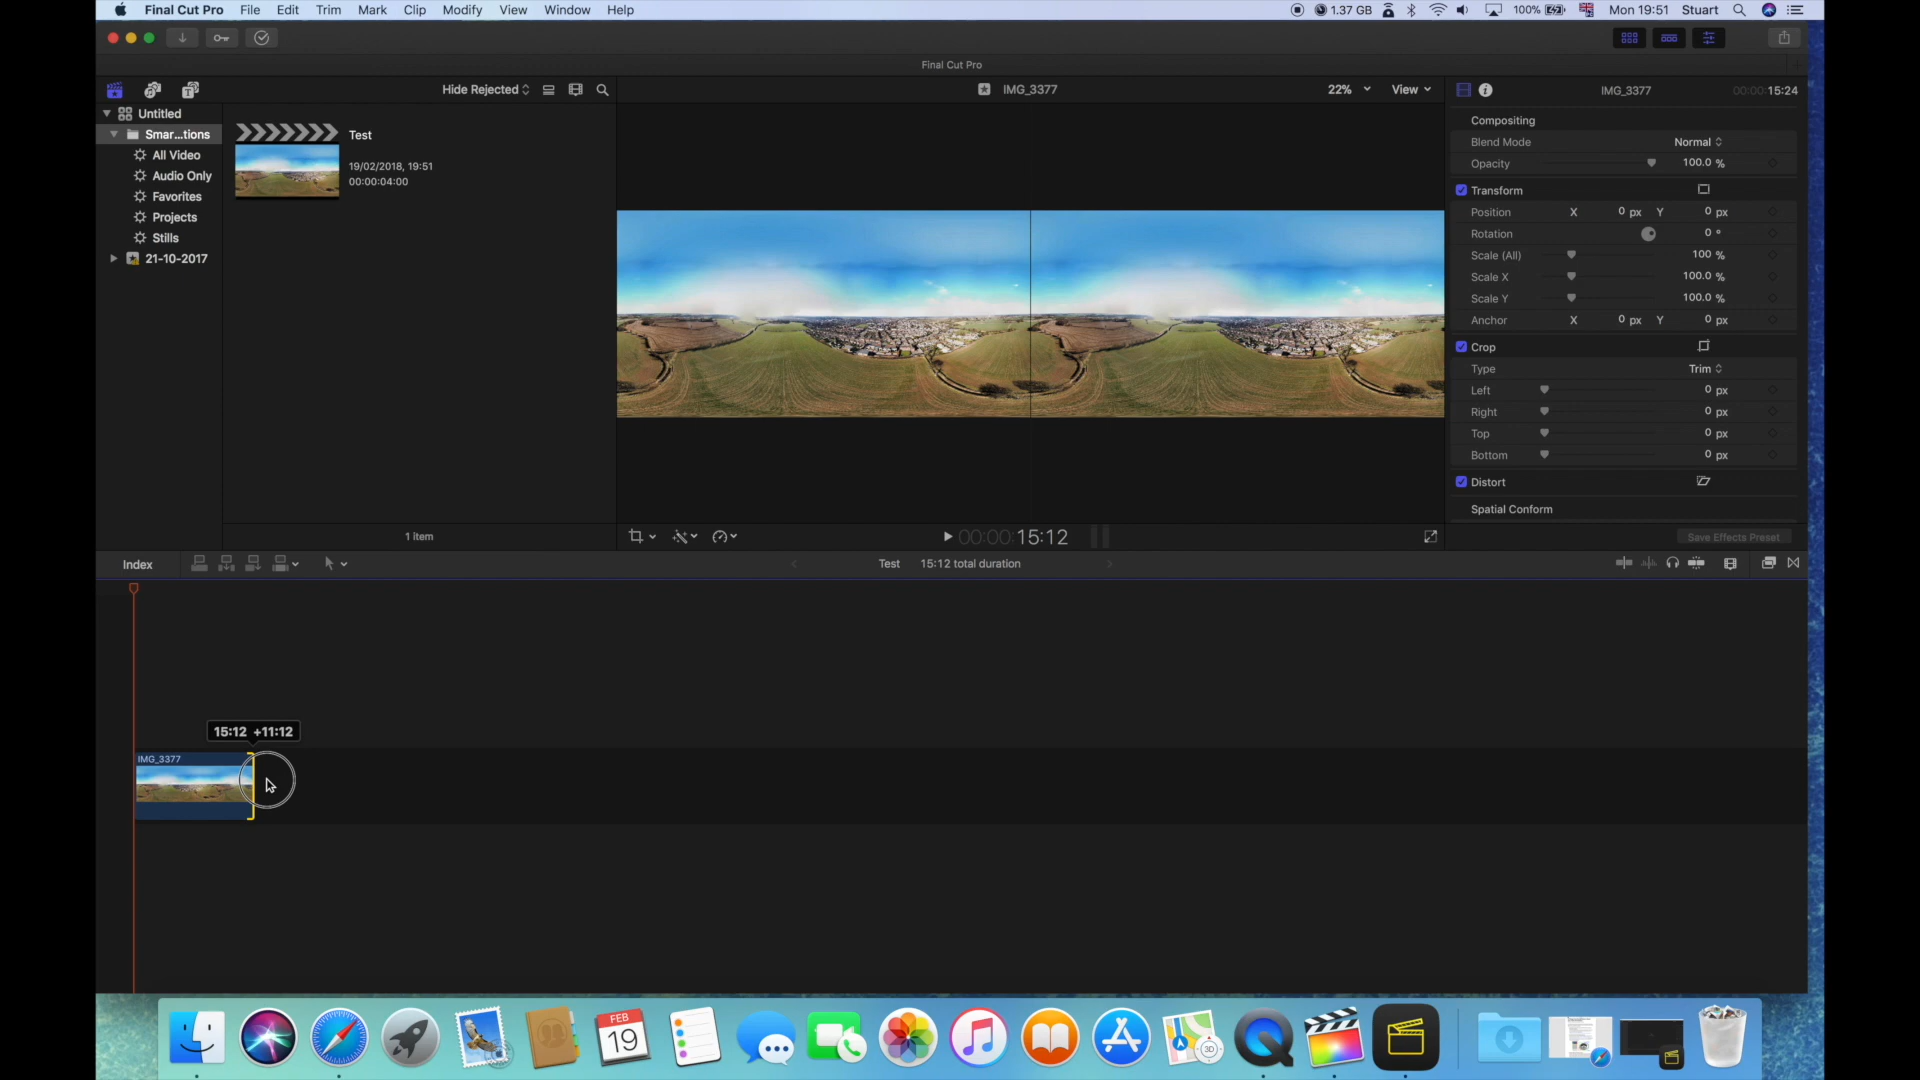 Final Cut Pro File Edit Trim Mark Clip Modify View Window Help 1.37 GB 100% Mon 19:51 Stuart
Final Cut Pro
Hide Rejected IMG_3377 22% View IMG_3377 00:00:15:24
Untitled
Smar...tions
All Video
Audio Only
Favorites
Projects
Stills
21-10-2017
Test
19/02/2018, 19:51
00:00:04:00
1 item
Compositing
Blend Mode Normal
Opacity 100.0 %
Transform
Position X 0 px Y 0 px
Rotation 0 °
Scale (All) 100 %
Scale X 100.0 %
Scale Y 100.0 %
Anchor X 0 px Y 0 px
Crop
Type Trim
Left 0 px
Right 0 px
Top 0 px
Bottom 0 px
Distort
Spatial Conform
Save Effects Preset
00:00:15:12
Index Test 15:12 total duration
15:12 +11:12
IMG_3377
FEB
19
3D